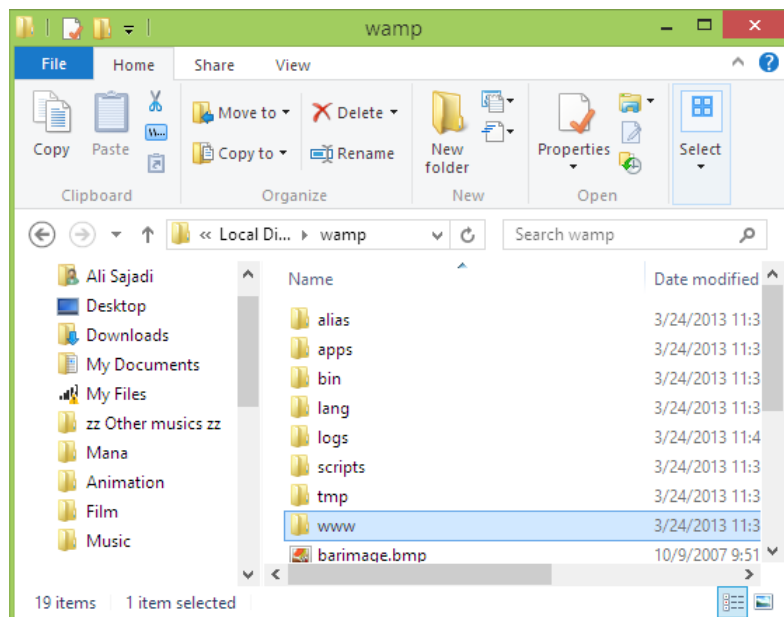 wamp
File Home Share View
Copy Paste Move to Delete New folder Properties Select
Copy to Rename
Clipboard Organize New Open
« Local Di... wamp Search wamp
Name Date modified
Ali Sajadi
Desktop
Downloads
My Documents
My Files
zz Other musics zz
Mana
Animation
Film
Music
alias 3/24/2013 11:3
apps 3/24/2013 11:3
bin 3/24/2013 11:3
lang 3/24/2013 11:3
logs 3/24/2013 11:4
scripts 3/24/2013 11:3
tmp 3/24/2013 11:3
www 3/24/2013 11:3
barimage.bmp 10/9/2007 9:51
19 items 1 item selected